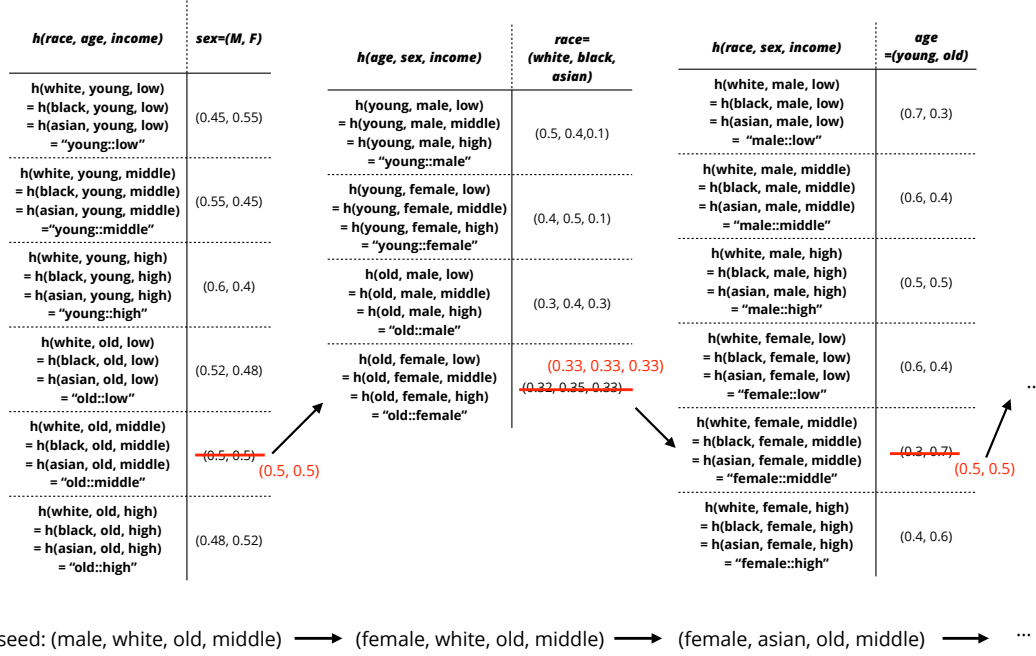 h(race, age, income)
sex=(M, F)
h(white, young, low)
= h(black, young, low)
= h(asian, young, low)
= “young::low”
(0.45, 0.55)
h(white, young, middle)
= h(black, young, middle)
= h(asian, young, middle)
=“young::middle”
(0.55, 0.45)
h(white, young, high)
= h(black, young, high)
= h(asian, young, high)
= “young::high”
(0.6, 0.4)
h(white, old, low)
= h(black, old, low)
= h(asian, old, low)
= “old::low”
(0.52, 0.48)
h(white, old, middle)
= h(black, old, middle)
= h(asian, old, middle)
= “old::middle”
(0.5, 0.5)
(0.5, 0.5)
h(white, old, high)
= h(black, old, high)
= h(asian, old, high)
= “old::high”
(0.48, 0.52)
h(age, sex, income)
race=
(white, black,
asian)
h(young, male, low)
= h(young, male, middle)
= h(young, male, high)
= “young::male”
(0.5, 0.4,0.1)
h(young, female, low)
= h(young, female, middle)
= h(young, female, high)
= “young::female”
(0.4, 0.5, 0.1)
h(old, male, low)
= h(old, male, middle)
= h(old, male, high)
= “old::male”
(0.3, 0.4, 0.3)
h(old, female, low)
= h(old, female, middle)
= h(old, female, high)
= “old::female”
(0.33, 0.33, 0.33)
(0.32, 0.35, 0.33)
h(race, sex, income)
age
=(young, old)
h(white, male, low)
= h(black, male, low)
= h(asian, male, low)
= “male::low”
(0.7, 0.3)
h(white, male, middle)
= h(black, male, middle)
= h(asian, male, middle)
= “male::middle”
(0.6, 0.4)
h(white, male, high)
= h(black, male, high)
= h(asian, male, high)
= “male::high”
(0.5, 0.5)
h(white, female, low)
= h(black, female, low)
= h(asian, female, low)
= “female::low”
(0.6, 0.4)
h(white, female, middle)
= h(black, female, middle)
= h(asian, female, middle)
= “female::middle”
(0.3, 0.7)
(0.5, 0.5)
h(white, female, high)
= h(black, female, high)
= h(asian, female, high)
= “female::high”
(0.4, 0.6)
...
seed: (male, white, old, middle)
(female, white, old, middle)
(female, asian, old, middle)
...